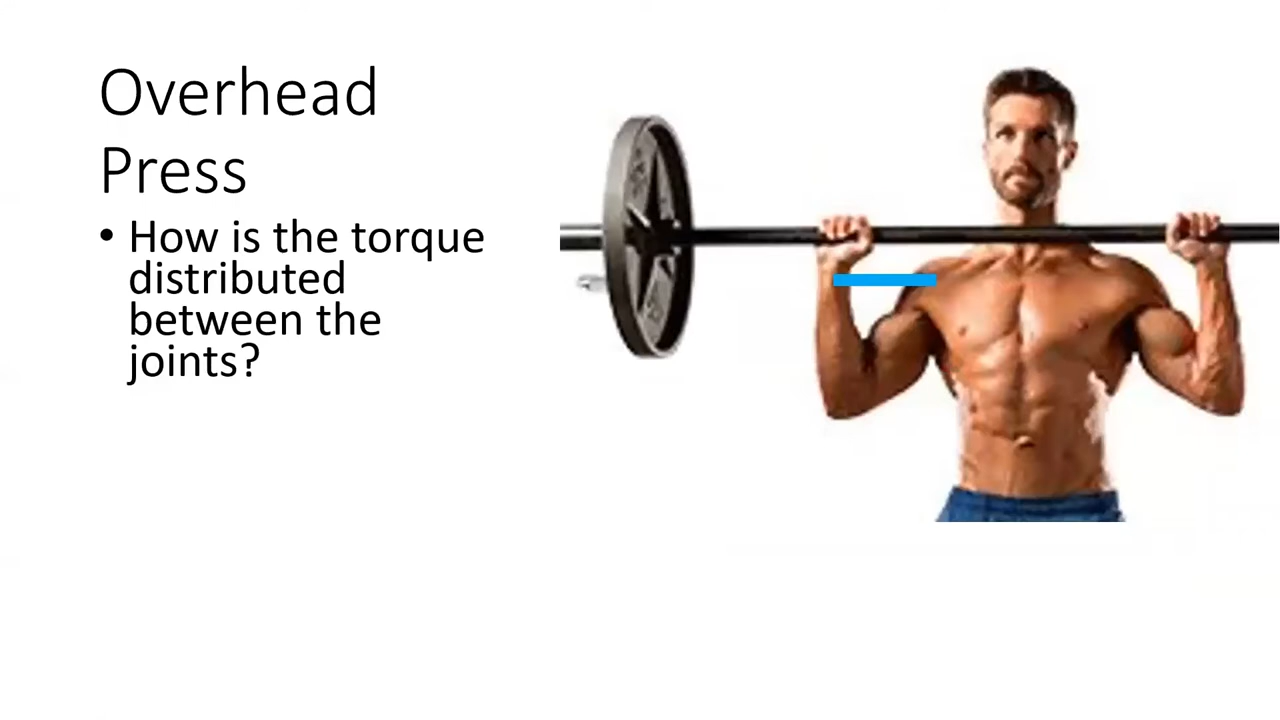 Overhead
Press
• How is the torque
distributed
between the
joints?